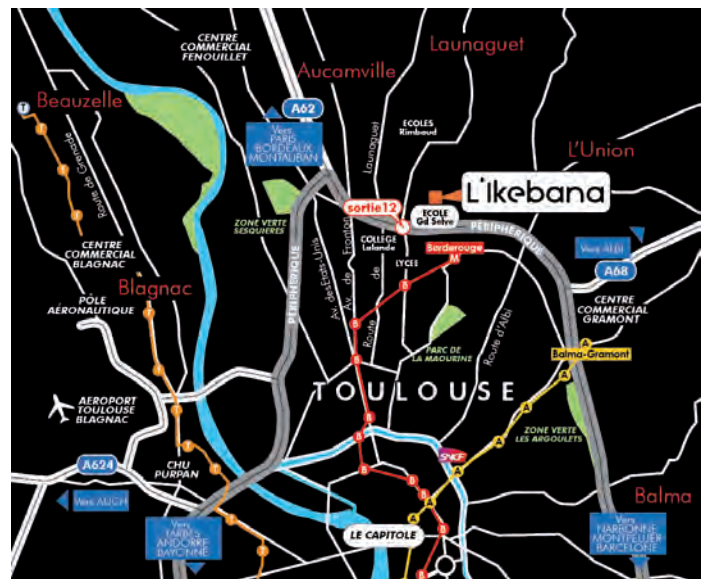 CENTRE
COMMERCIAL
FENOUILLET
Launaguet
Aucamville
Beauzelle
T
A62
Vers
PARIS
BORDEAUX
MONTAUBAN
ECOLES
Rimbaud
Launaguet
Route de Grenade
L'Union
L'Ikebana
sortie12
ECOLE
Gd Selve
PÉRIPHÉRIQUE
ZONE VERTE
SESQUIERES
COLLEGE
Lalande
LYCEE
Borderouge
M
Vers ALBI
A68
CENTRE
COMMERCIAL
BLAGNAC
Blagnac
PÔLE
AÉRONAUTIQUE
PÉRIPHÉRIQUE
Av. des Etats-Unis
Av. de Fronton
Route de
Route d'Albi
CENTRE
COMMERCIAL
GRAMONT
PARC DE
LA MAOURINE
Balma-Gramont
TOULOUSE
AEROPORT
TOULOUSE
BLAGNAC
ZONE VERTE
LES ARGOULETS
SNCF
A624
CHU
PURPAN
Vers AUCH
Balma
Vers
TARBES
ANDORRE
BAYONNE
LE CAPITOLE
Vers
NARBONNE
MONTPELLIER
BARCELONE